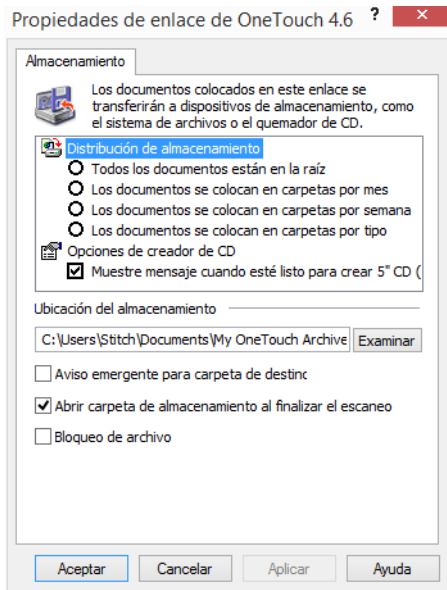 Propiedades de enlace de OneTouch 4.6 ? ×
Almacenamiento
Los documentos colocados en este enlace se
transferirán a dispositivos de almacenamiento, como
el sistema de archivos o el quemador de CD.
Distribución de almacenamiento
Todos los documentos están en la raíz
Los documentos se colocan en carpetas por mes
Los documentos se colocan en carpetas por semana
Los documentos se colocan en carpetas por tipo
Opciones de creador de CD
Muestre mensaje cuando esté listo para crear 5" CD (
Ubicación del almacenamiento
C:\Users\Stitch\Documents\My OneTouch Archive Examinar
Aviso emergente para carpeta de destinc
Abrir carpeta de almacenamiento al finalizar el escaneo
Bloqueo de archivo
Aceptar Cancelar Aplicar Ayuda